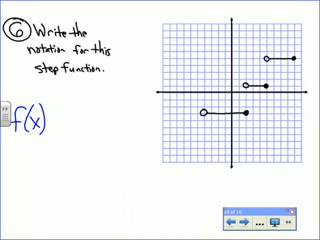 6 Write the
notation for this
step function.
f(x)